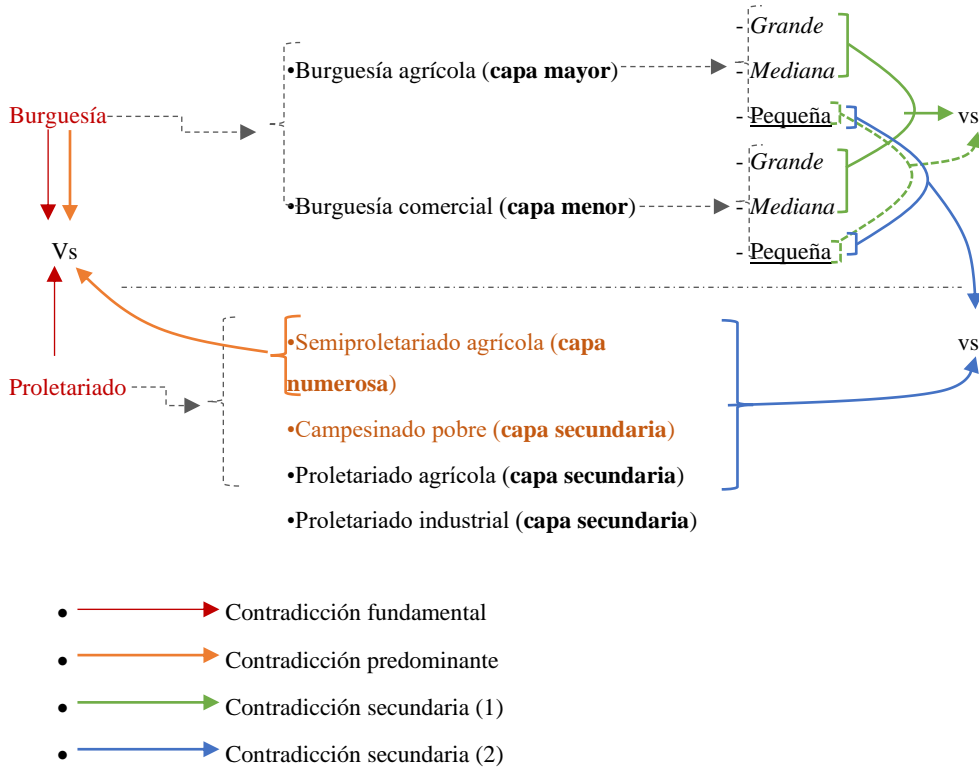 - Grande
•Burguesía agrícola (capa mayor)
- Mediana
Burguesía
- Pequeña
vs
- Grande
•Burguesía comercial (capa menor)
- Mediana
Vs
- Pequeña
•Semiproletariado agrícola (capa
numerosa)
vs
Proletariado
•Campesinado pobre (capa secundaria)
•Proletariado agrícola (capa secundaria)
•Proletariado industrial (capa secundaria)
• Contradicción fundamental
• Contradicción predominante
• Contradicción secundaria (1)
• Contradicción secundaria (2)